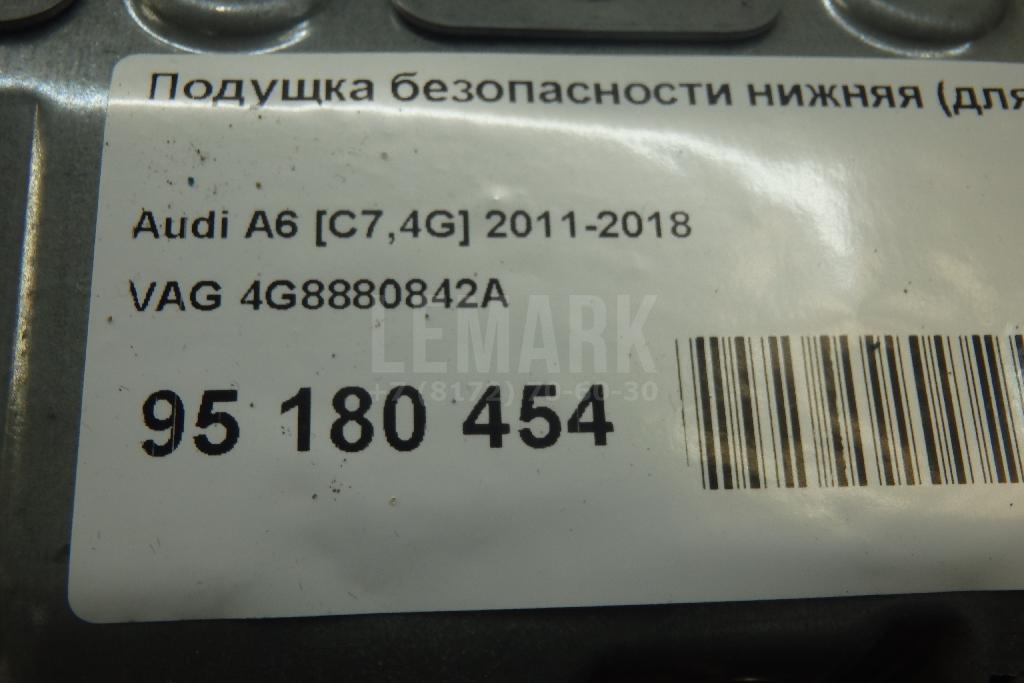 Подущка безопасности нижняя (для
Audi A6 [C7,4G] 2011-2018
VAG 4G8880842A
LEMARK
95 180 454